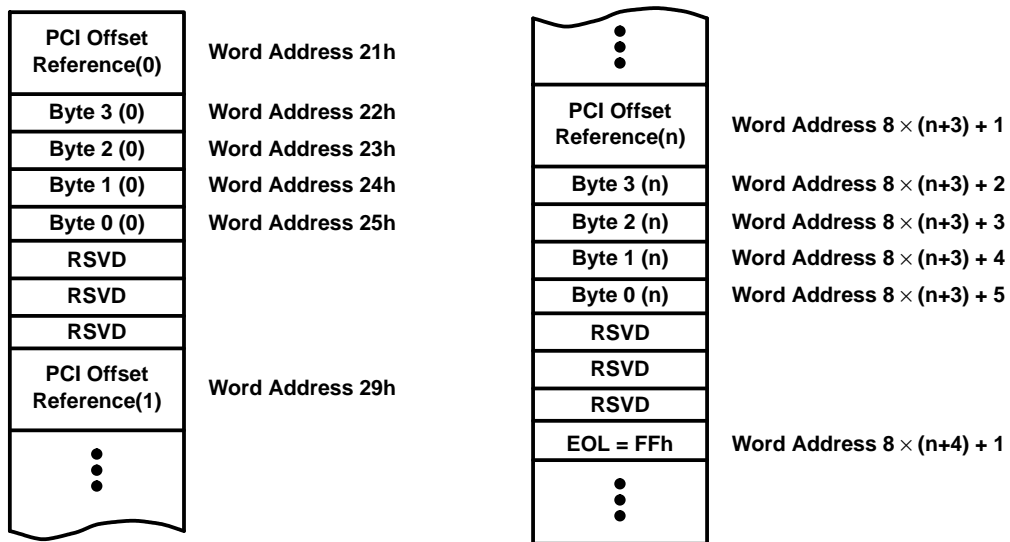 PCI Offset
Reference(0)
Word Address 21h
Byte 3 (0)
Word Address 22h
Byte 2 (0)
Word Address 23h
Byte 1 (0)
Word Address 24h
Byte 0 (0)
Word Address 25h
RSVD
RSVD
RSVD
PCI Offset
Reference(1)
Word Address 29h
PCI Offset
Reference(n)
Word Address 8 × (n+3) + 1
Byte 3 (n)
Word Address 8 × (n+3) + 2
Byte 2 (n)
Word Address 8 × (n+3) + 3
Byte 1 (n)
Word Address 8 × (n+3) + 4
Byte 0 (n)
Word Address 8 × (n+3) + 5
RSVD
RSVD
RSVD
EOL = FFh
Word Address 8 × (n+4) + 1